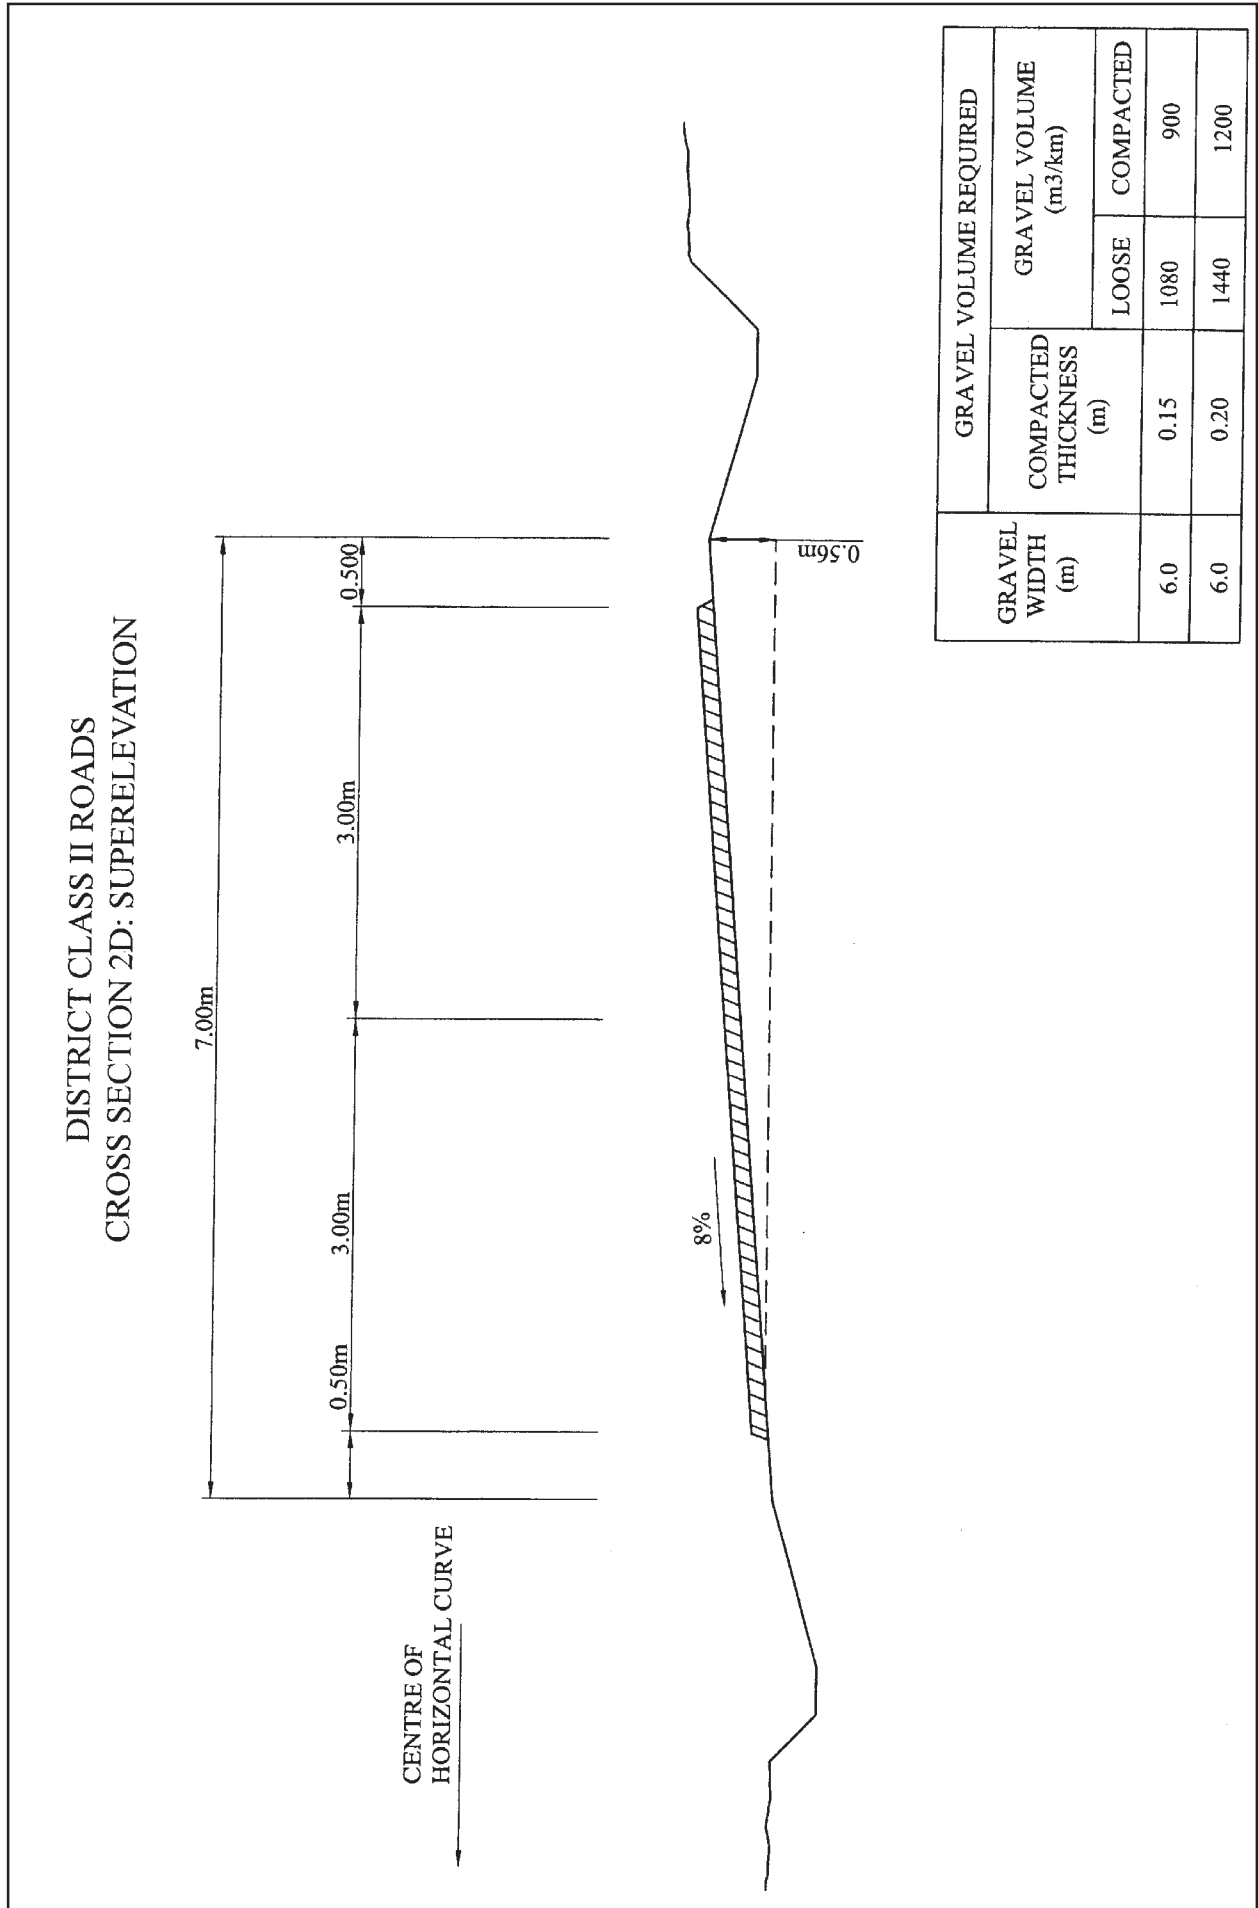 DISTRICT CLASS II ROADS
CROSS SECTION 2D: SUPERELEVATION
7.00m
0.50m
3.00m
3.00m
0.500
CENTRE OF
HORIZONTAL CURVE
8%
0.56m
GRAVEL
WIDTH
(m)
GRAVEL VOLUME REQUIRED
COMPACTED
THICKNESS
(m)
GRAVEL VOLUME
(m3/km)
LOOSE
COMPACTED
6.0
0.15
1080
900
6.0
0.20
1440
1200